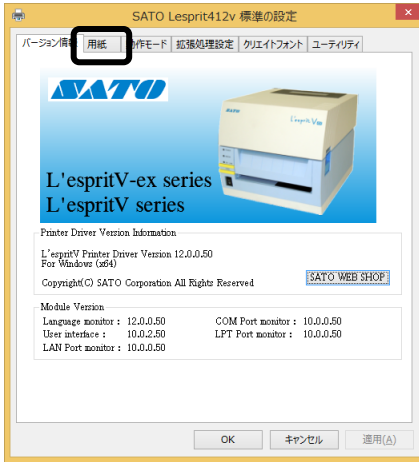 SATO Lesprit412v 標準の設定
バージョン情報 用紙 動作モード 拡張処理設定 クリエイトフォント ユーティリティ
SATO
SATO
L'esprit V
L'espritV-ex series
L'espritV series
Printer Driver Version Information
L'espritV Printer Driver Version 12.0.0.50
For Windows (x64)
Copyright(C) SATO Corporation All Rights Reserved
SATO WEB SHOP
Module Version
Language monitor : 12.0.0.50 COM Port monitor : 10.0.0.50
User interface : 10.0.2.50 LPT Port monitor : 10.0.0.50
LAN Port monitor : 10.0.0.50
OK キャンセル 適用(A)